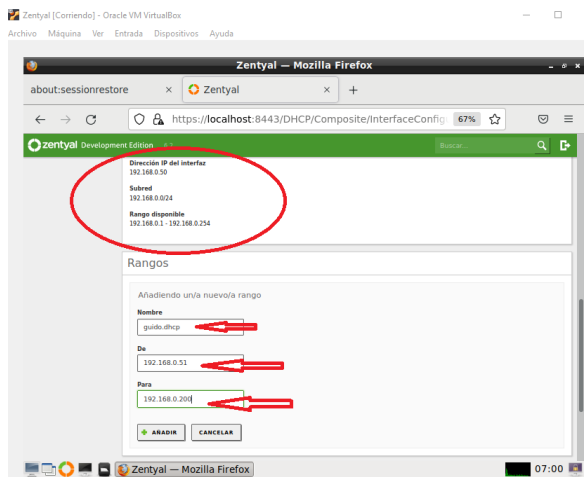 Zentyal [Corriendo] - Oracle VM VirtualBox
Archivo Máquina Ver Entrada Dispositivos Ayuda
Zentyal — Mozilla Firefox
about:sessionrestore × Zentyal × +
https://localhost:8443/DHCP/Composite/InterfaceConfig 67%
zentyal Development Edition Buscar...
Dirección IP del interfaz
192.168.0.50
Subred
192.168.0.0/24
Rango disponible
192.168.0.1 - 192.168.0.254
Rangos
Añadiendo un/a nuevo/a rango
Nombre
guido.dhcp
De
192.168.0.51
Para
192.168.0.200
+ AÑADIR CANCELAR
Zentyal — Mozilla Firefox 07:00